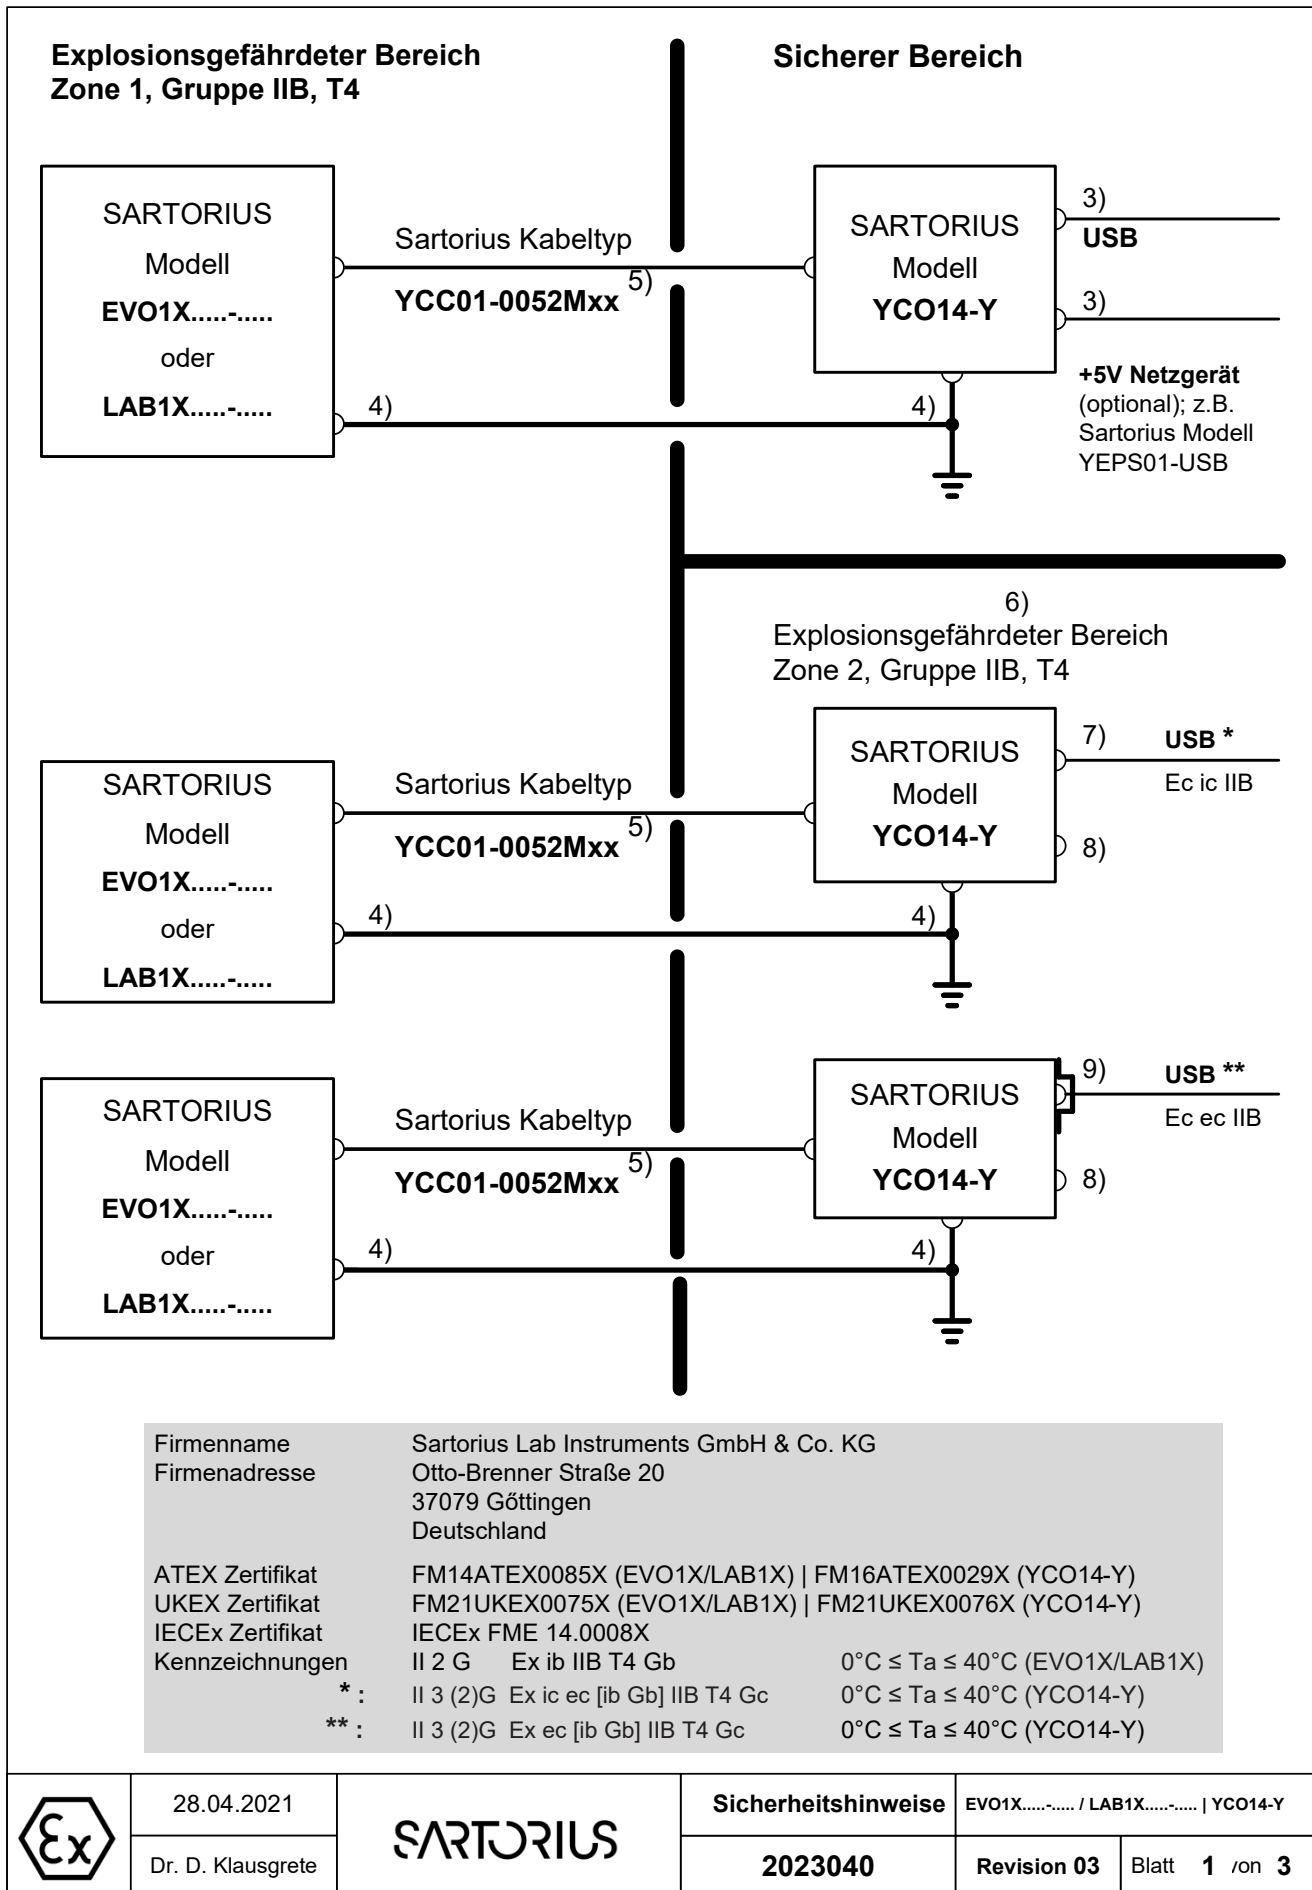 Explosionsgefährdeter Bereich
Zone 1, Gruppe IIB, T4
Sicherer Bereich
SARTORIUS
Modell
EVO1X.....-.....
oder
LAB1X.....-.....
Sartorius Kabeltyp
5)
YCC01-0052Mxx
4)
4)
SARTORIUS
Modell
YCO14-Y
3)
USB
3)
+5V Netzgerät
(optional); z.B.
Sartorius Modell
YEPS01-USB
6)
Explosionsgefährdeter Bereich
Zone 2, Gruppe IIB, T4
SARTORIUS
Modell
EVO1X.....-.....
oder
LAB1X.....-.....
Sartorius Kabeltyp
5)
YCC01-0052Mxx
4)
4)
SARTORIUS
Modell
YCO14-Y
7) USB *
Ec ic IIB
8)
SARTORIUS
Modell
EVO1X.....-.....
oder
LAB1X.....-.....
Sartorius Kabeltyp
5)
YCC01-0052Mxx
4)
4)
SARTORIUS
Modell
YCO14-Y
9) USB **
Ec ec IIB
8)
Firmenname Sartorius Lab Instruments GmbH & Co. KG
Firmenadresse Otto-Brenner Straße 20
37079 Gőttingen
Deutschland
ATEX Zertifikat FM14ATEX0085X (EVO1X/LAB1X) | FM16ATEX0029X (YCO14-Y)
UKEX Zertifikat FM21UKEX0075X (EVO1X/LAB1X) | FM21UKEX0076X (YCO14-Y)
IECEx Zertifikat IECEx FME 14.0008X
Kennzeichnungen II 2 G Ex ib IIB T4 Gb 0°C ≤ Ta ≤ 40°C (EVO1X/LAB1X)
* : II 3 (2)G Ex ic ec [ib Gb] IIB T4 Gc 0°C ≤ Ta ≤ 40°C (YCO14-Y)
** : II 3 (2)G Ex ec [ib Gb] IIB T4 Gc 0°C ≤ Ta ≤ 40°C (YCO14-Y)
Ex
28.04.2021
Dr. D. Klausgrete
SARTORIUS
Sicherheitshinweise
2023040
EVO1X.....-..... / LAB1X.....-..... | YCO14-Y
Revision 03
Blatt 1 von 3